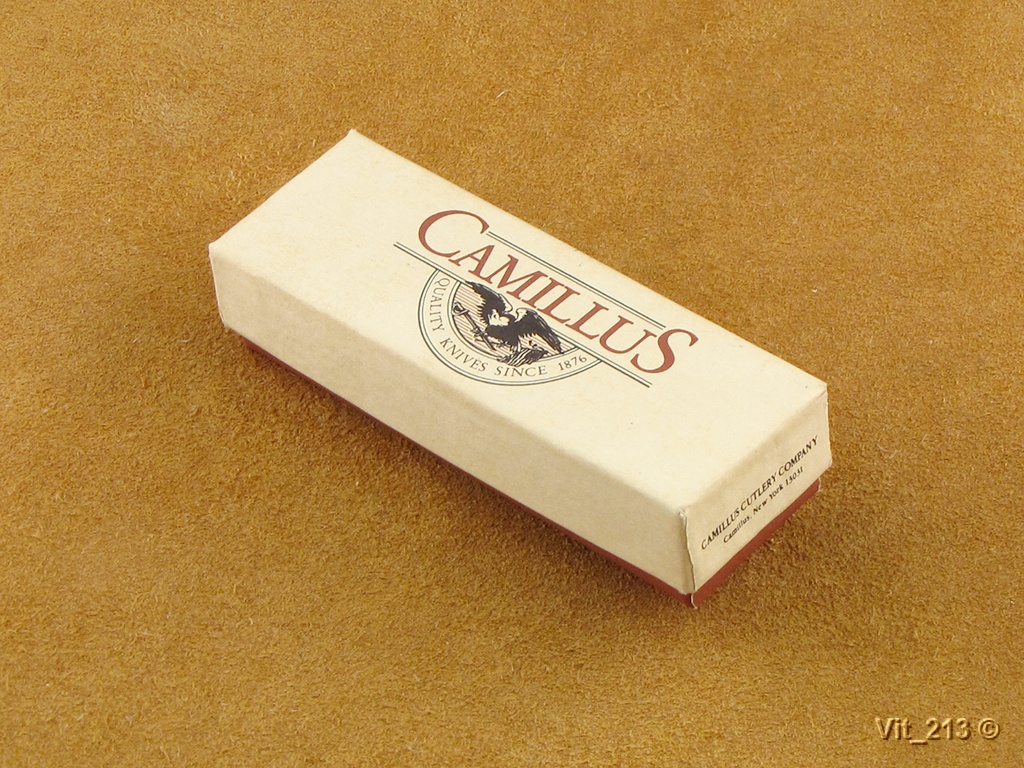 CAMILLUS
QUALITY KNIVES SINCE 1876
CAMILLUS CUTLERY COMPANY
Camillus, New York 13031
Vit_213 ©